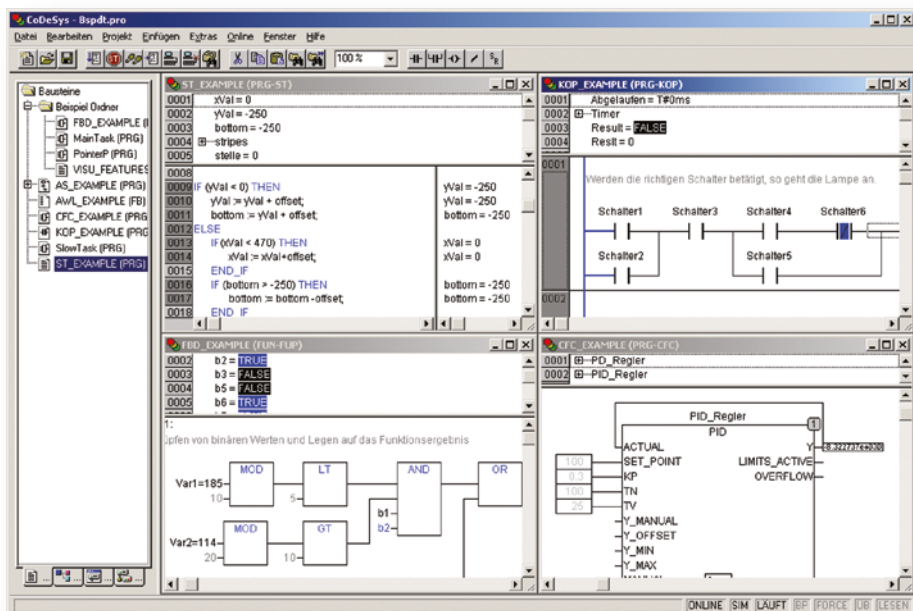 CoDeSys - Bspdt.pro
Datei Bearbeiten Projekt Einfügen Extras Online Fenster Hilfe
100 %
Bausteine
Beispiel Ordner
FBD_EXAMPLE (I
MainTask (PRG)
PointerP (PRG)
VISU_FEATURES
AS_EXAMPLE (PRG)
AWL_EXAMPLE (FB)
CFC_EXAMPLE (PRG
KOP_EXAMPLE (PRG
SlowTask (PRG)
ST_EXAMPLE (PRG)
ST_EXAMPLE (PRG-ST)
0001 xVal = 0
0002 yVal = -250
0003 bottom = -250
0004 stripes
0005 stelle = 0
0008
0009 IF (yVal < 0) THEN yVal = -250
0010 yVal := yVal + offset; yVal = -250
0011 bottom := yVal + offset; bottom = -250
0012 ELSE
0013 IF(xVal < 470) THEN xVal = 0
0014 xVal := xVal+offset; xVal = 0
0015 END_IF
0016 IF (bottom > -250) THEN bottom = -250
0017 bottom := bottom -offset; bottom = -250
0018 END_IF
KOP_EXAMPLE (PRG-KOP)
0001 Abgelaufen = T#0ms
0002 Timer
0003 Result = FALSE
0004 Reslt = 0
0001
Werden die richtigen Schalter betätigt, so geht die Lampe an.
Schalter1 Schalter3 Schalter4 Schalter6
Schalter2 Schalter5
0002
FBD_EXAMPLE (FUN-FUP)
0002 b2 = TRUE
0003 b3 = FALSE
0004 b5 = FALSE
0005 b6 = TRUE
1:
üpfen von binären Werten und Legen auf das Funktionsergebnis
MOD LT AND OR
Var1=185
10 5
b1
b2
MOD GT
Var2=114
20 10
CFC_EXAMPLE (PRG-CFC)
0001 PD_Regler
0002 PID_Regler
PID_Regler
1
PID
ACTUAL Y
100 SET_POINT LIMITS_ACTIVE
0.3 KP OVERFLOW
100 TN
25 TV
Y_MANUAL
Y_OFFSET
Y_MIN
Y_MAX
ONLINE SIM LÄUFT BP FORCE UB LESEN